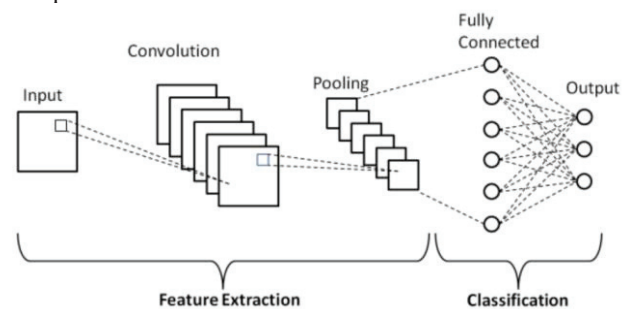 Fully
Connected
Convolution
Pooling
Output
Input
Feature Extraction
Classification